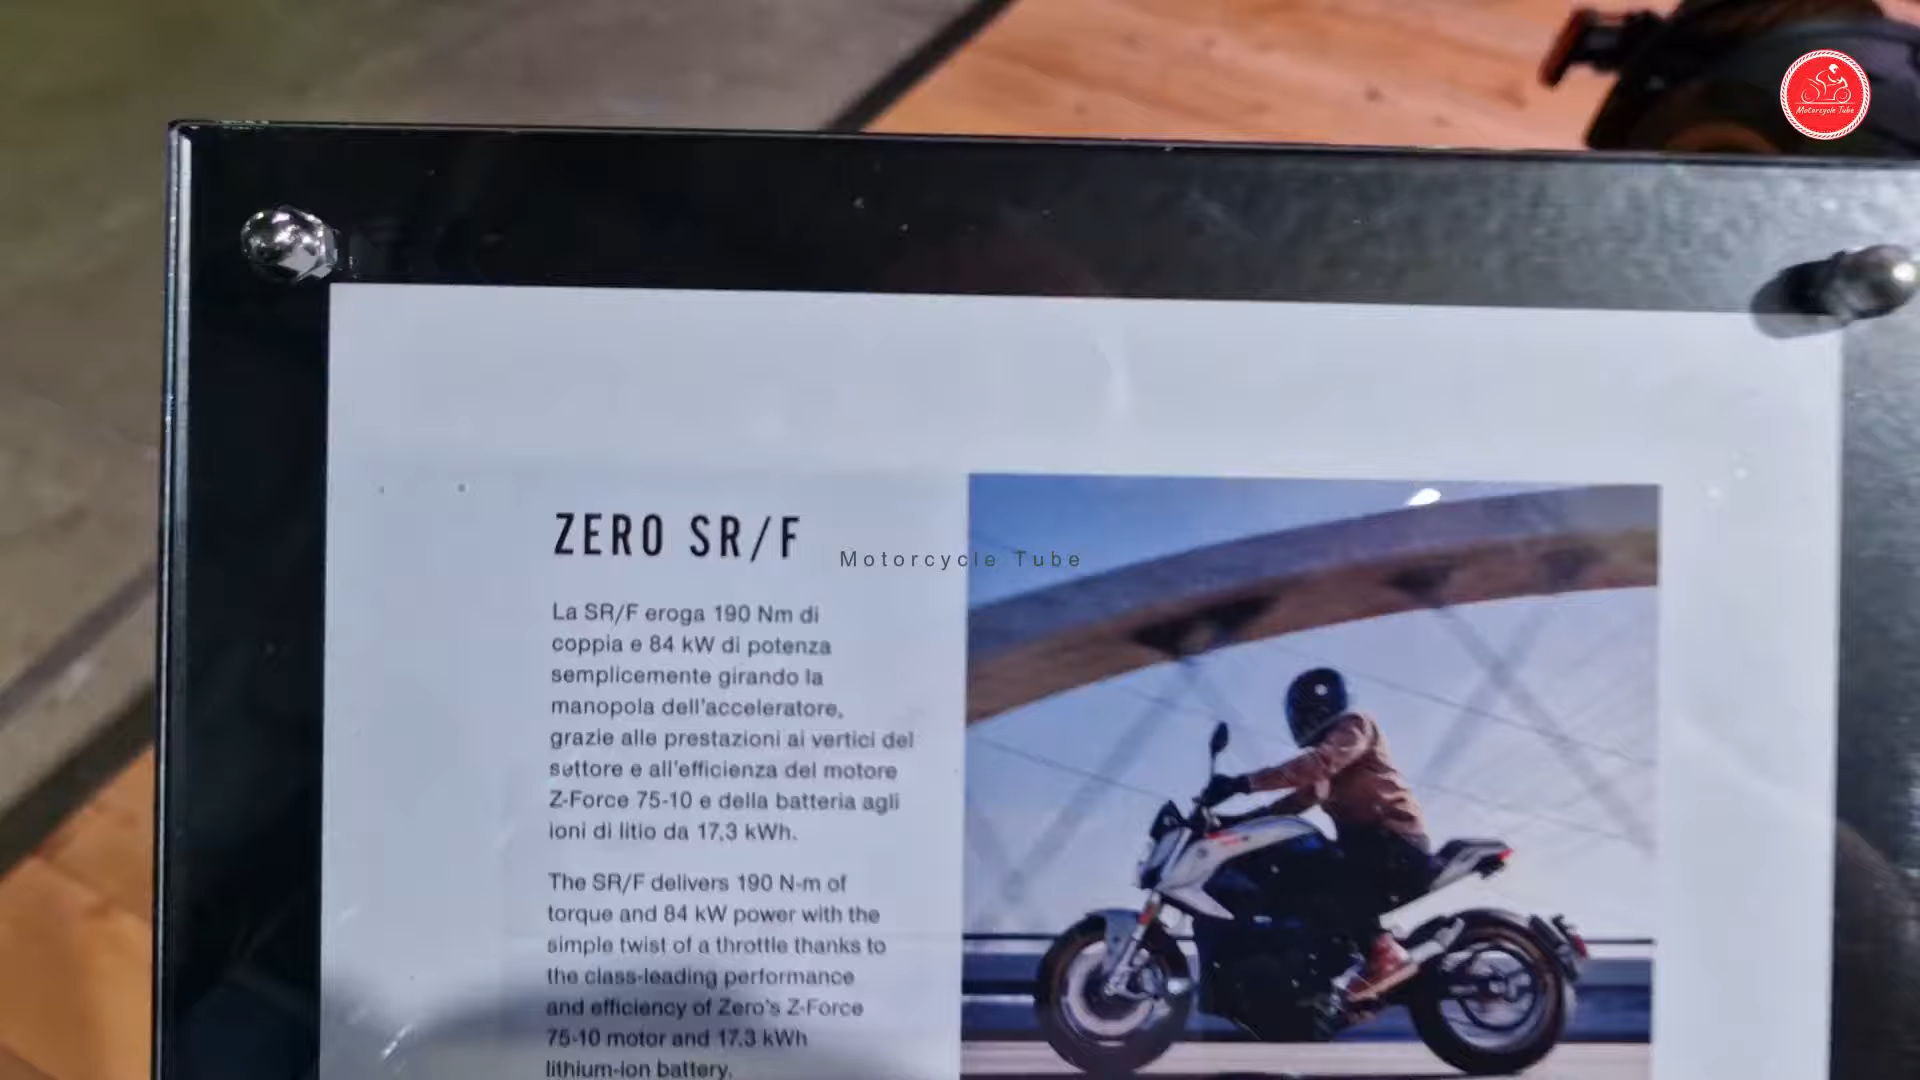 Motorcycle Tube
ZERO SR/F
Motorcycle Tube
La SR/F eroga 190 Nm di
coppia e 84 kW di potenza
semplicemente girando la
manopola dell'acceleratore,
grazie alle prestazioni ai vertici del
settore e all'efficienza del motore
Z-Force 75-10 e della batteria agli
ioni di litio da 17,3 kWh.
The SR/F delivers 190 N-m of
torque and 84 kW power with the
simple twist of a throttle thanks to
the class-leading performance
and efficiency of Zero's Z-Force
75-10 motor and 17.3 kWh
lithium-ion battery.